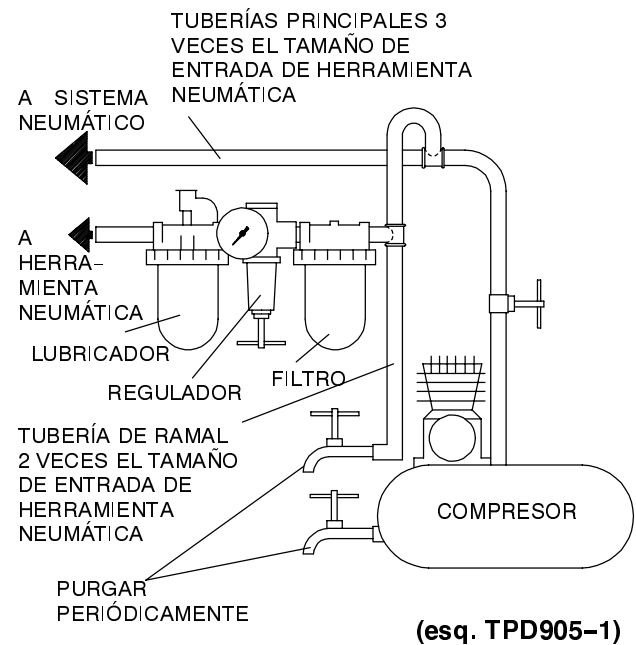 TUBERÍAS PRINCIPALES 3
VECES EL TAMAÑO DE
ENTRADA DE HERRAMIENTA
NEUMÁTICA
A SISTEMA
NEUMÁTICO
A
HERRA–
MIENTA
NEUMÁTICA
LUBRICADOR
REGULADOR
FILTRO
TUBERÍA DE RAMAL
2 VECES EL TAMAÑO
DE ENTRADA DE
HERRAMIENTA
NEUMÁTICA
COMPRESOR
PURGAR
PERIÓDICAMENTE
(esq. TPD905–1)